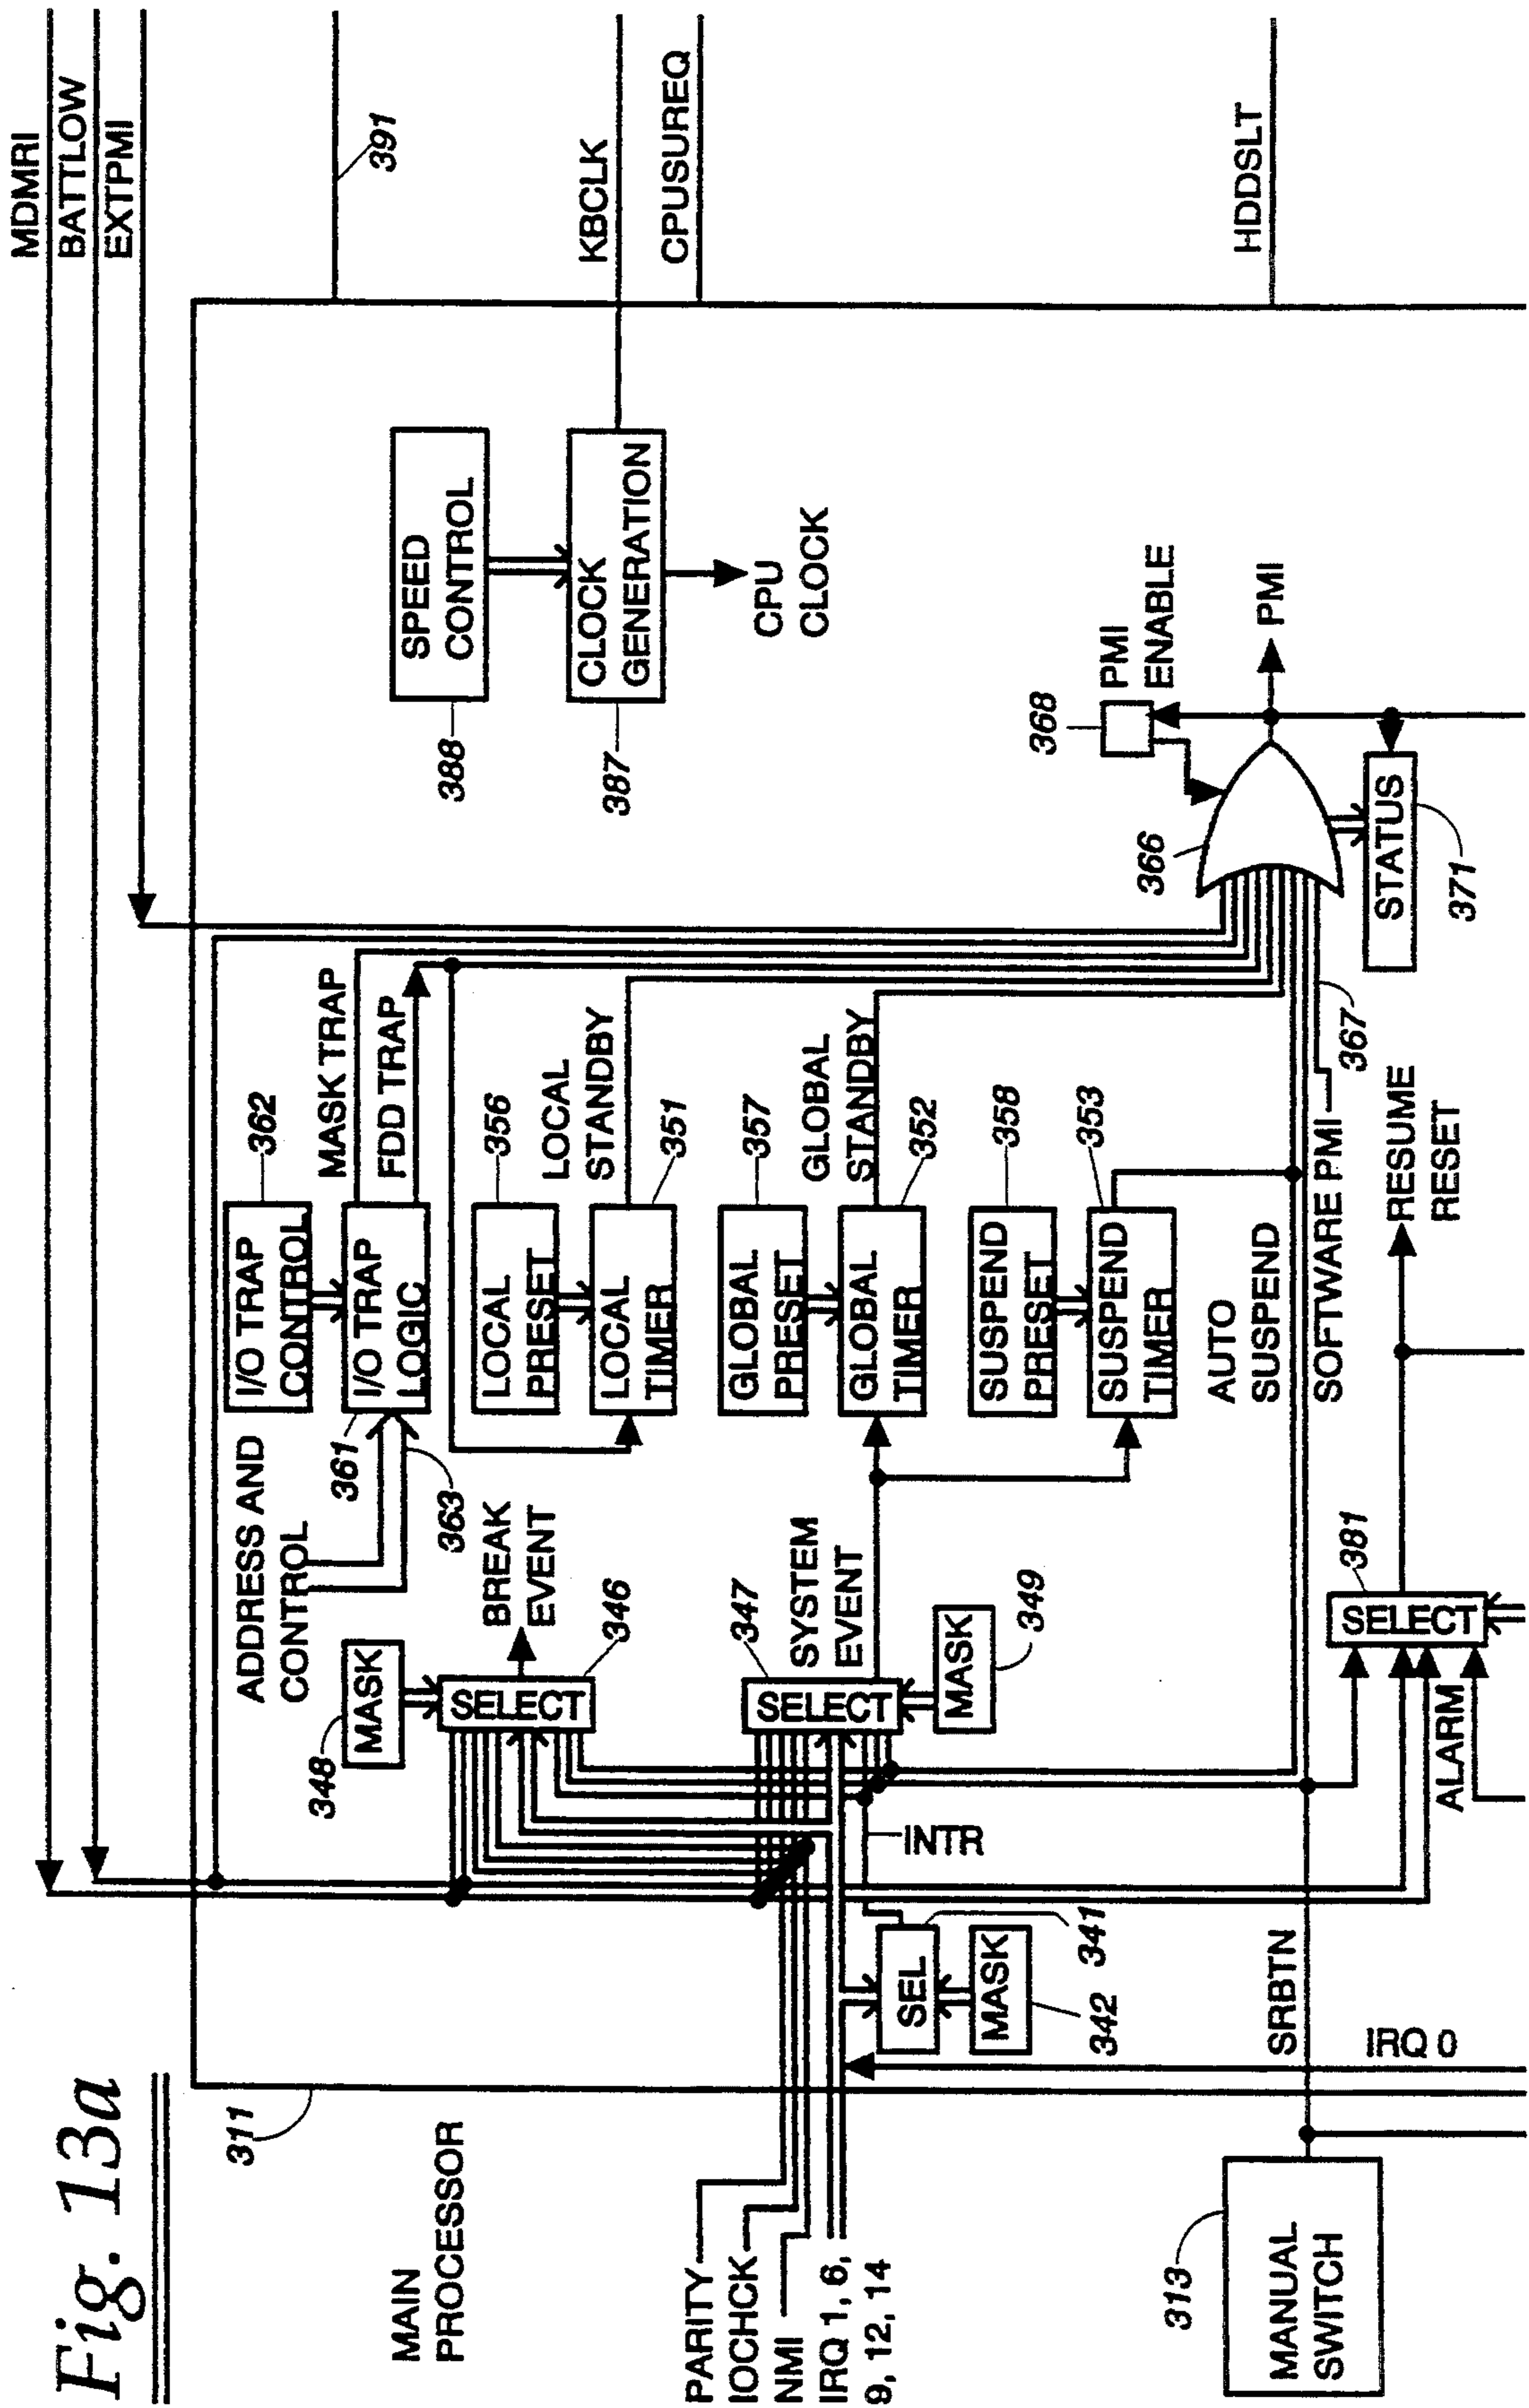 Fig. 13a
MAIN
PROCESSOR
311
PARITY
IOCHCK
NMI
IRQ 1, 6,
9, 12, 14
313
MANUAL
SWITCH
MDMRI
BATTLOW
EXTPMI
391
KBCLK
CPUSUREQ
HDDSLT
SPEED
CONTROL
388
CLOCK
GENERATION
387
CPU
CLOCK
ADDRESS AND
CONTROL
363
I/O TRAP
CONTROL
362
I/O TRAP
LOGIC
361
MASK TRAP
FDD TRAP
348
MASK
SELECT
346
BREAK
EVENT
LOCAL
PRESET
356
LOCAL
TIMER
351
LOCAL
STANDBY
347
SELECT
SYSTEM
EVENT
MASK
349
GLOBAL
PRESET
357
GLOBAL
TIMER
352
GLOBAL
STANDBY
SUSPEND
PRESET
358
SUSPEND
TIMER
353
INTR
SEL
341
MASK
342
AUTO
SUSPEND
SOFTWARE PMI
367
366
368
PMI
ENABLE
PMI
STATUS
371
SRBTN
IRQ 0
381
SELECT
ALARM
RESUME
RESET